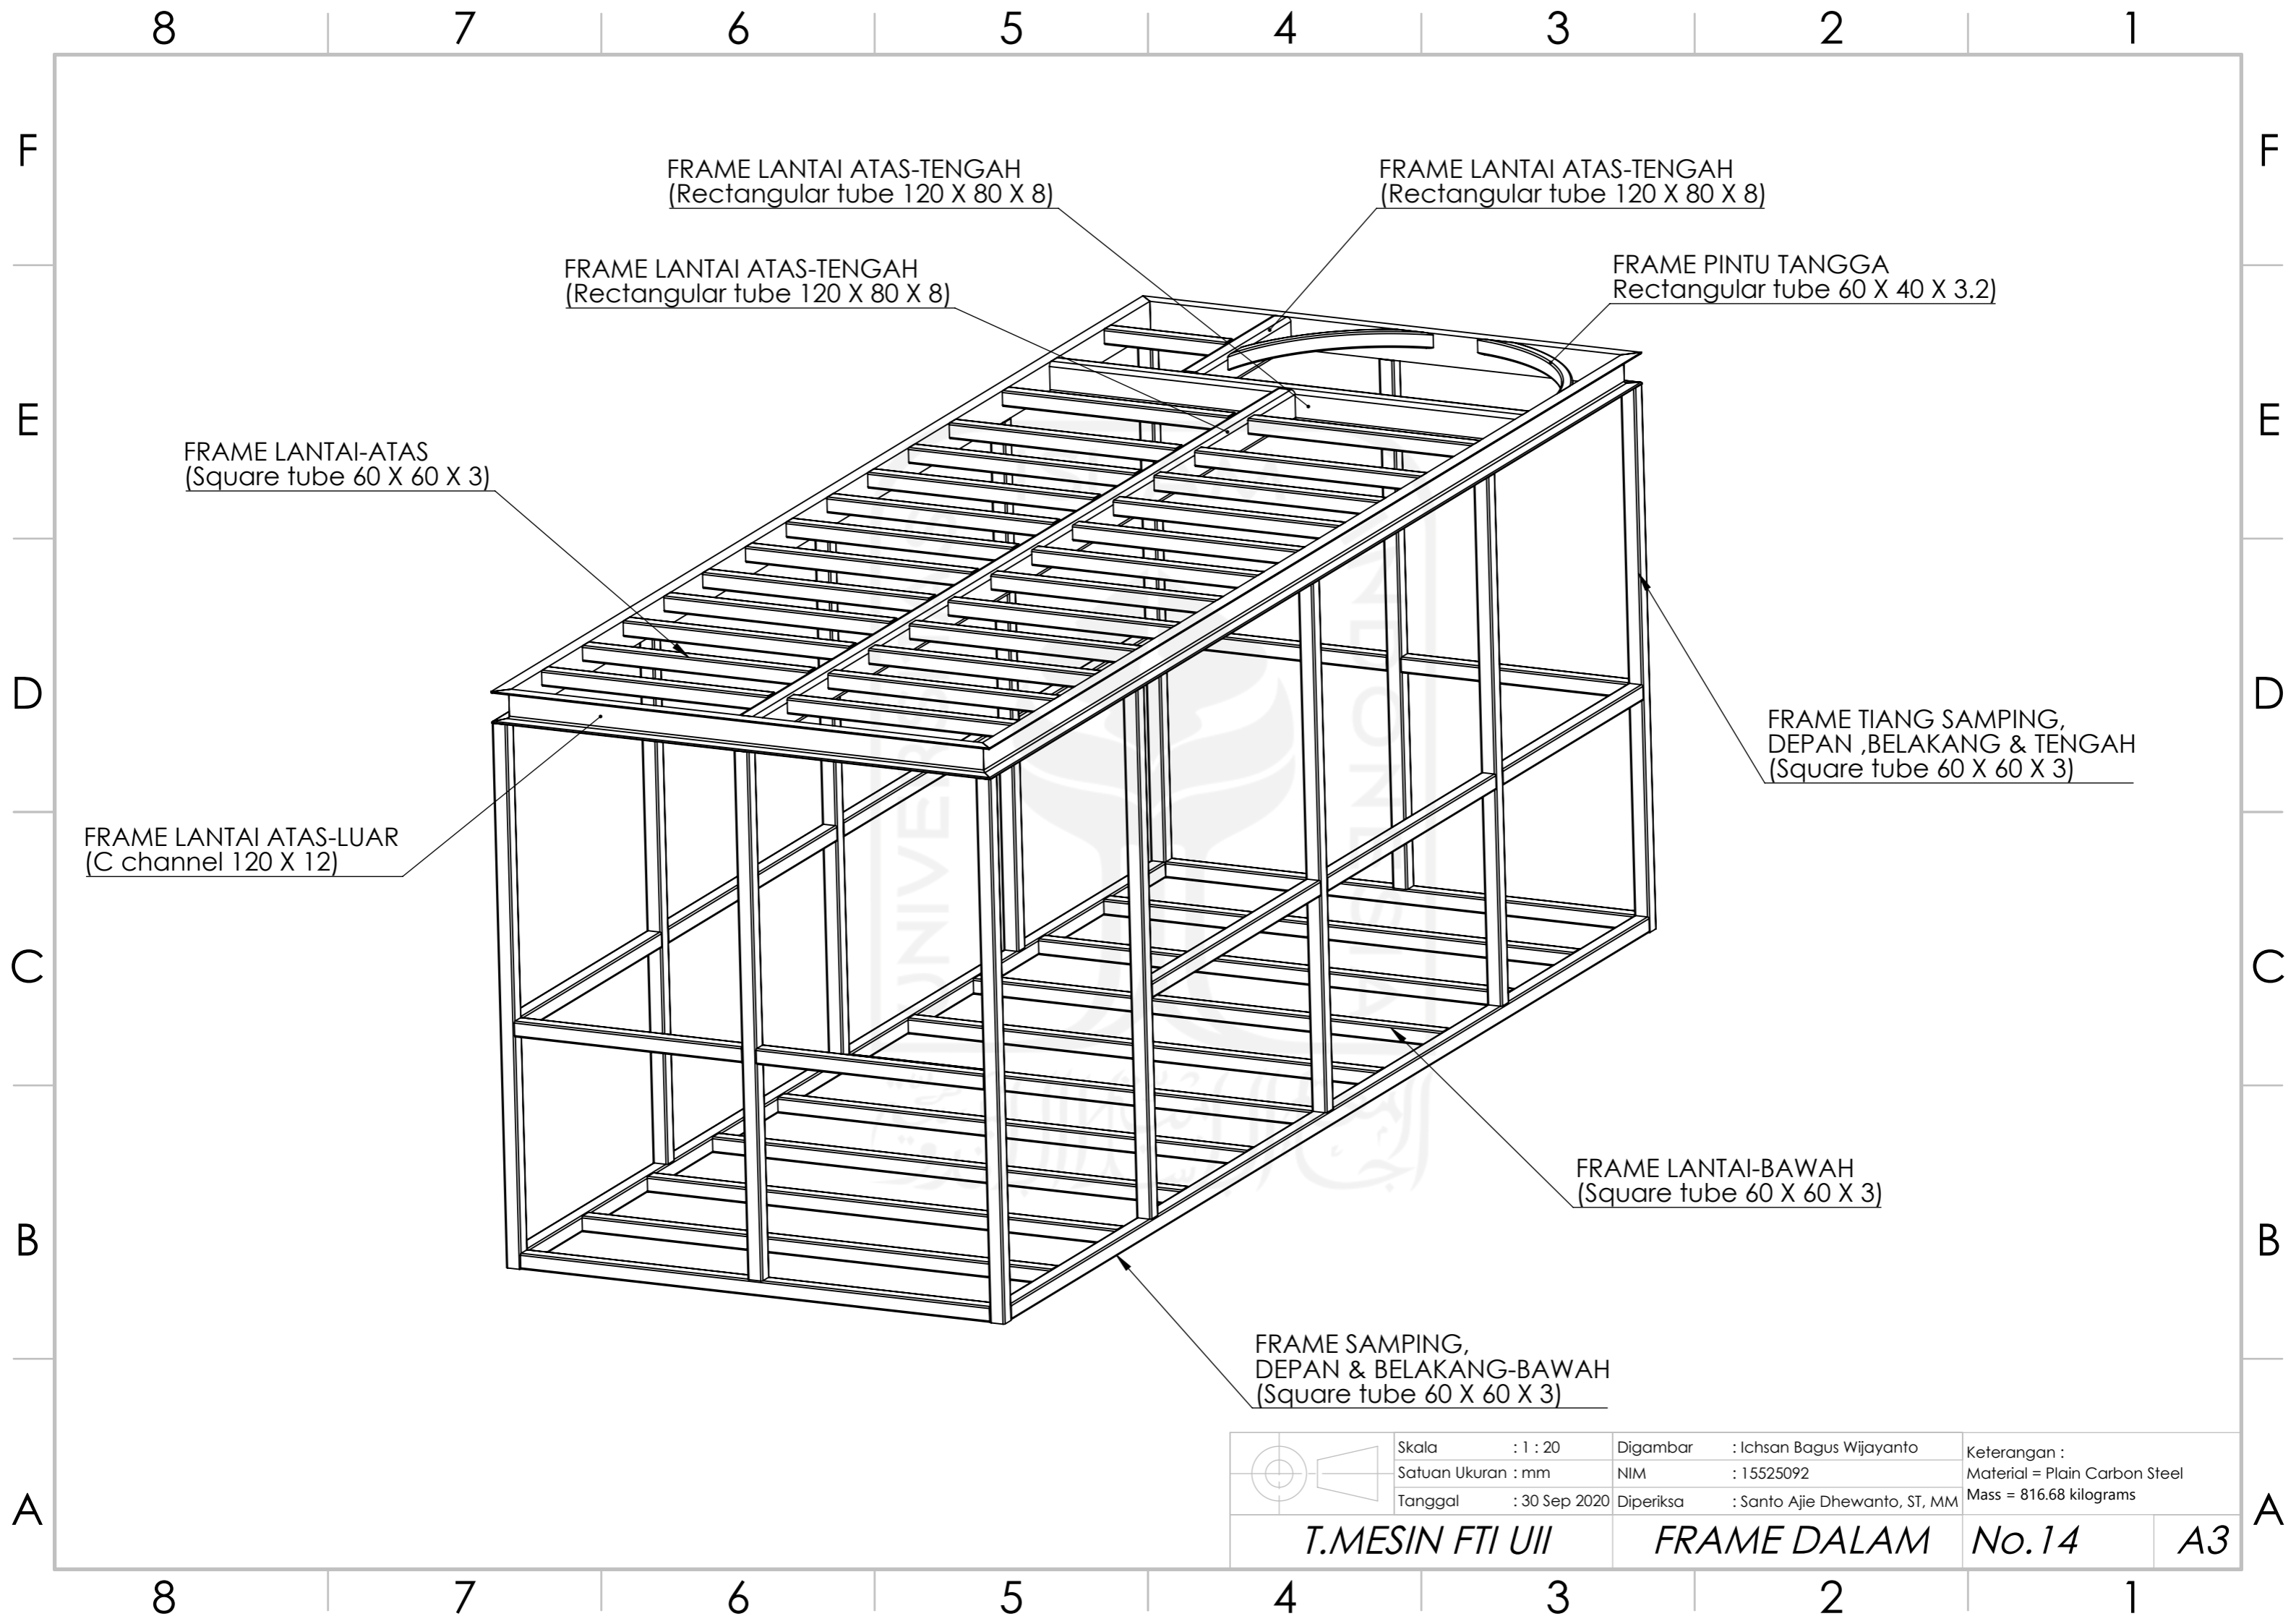 8 7 6 5 4 3 2 1
F F
E E
D D
C C
B B
A A
FRAME LANTAI ATAS-TENGAH
(Rectangular tube 120 X 80 X 8)
FRAME LANTAI ATAS-TENGAH
(Rectangular tube 120 X 80 X 8)
FRAME LANTAI ATAS-TENGAH
(Rectangular tube 120 X 80 X 8)
FRAME PINTU TANGGA
Rectangular tube 60 X 40 X 3.2)
FRAME LANTAI-ATAS
(Square tube 60 X 60 X 3)
FRAME TIANG SAMPING,
DEPAN ,BELAKANG & TENGAH
(Square tube 60 X 60 X 3)
FRAME LANTAI ATAS-LUAR
(C channel 120 X 12)
FRAME LANTAI-BAWAH
(Square tube 60 X 60 X 3)
FRAME SAMPING,
DEPAN & BELAKANG-BAWAH
(Square tube 60 X 60 X 3)
Skala : 1 : 20 Digambar : Ichsan Bagus Wijayanto
Satuan Ukuran : mm NIM : 15525092
Tanggal : 30 Sep 2020 Diperiksa : Santo Ajie Dhewanto, ST, MM
Keterangan :
Material = Plain Carbon Steel
Mass = 816.68 kilograms
T.MESIN FTI UII FRAME DALAM No.14 A3
8 7 6 5 4 3 2 1